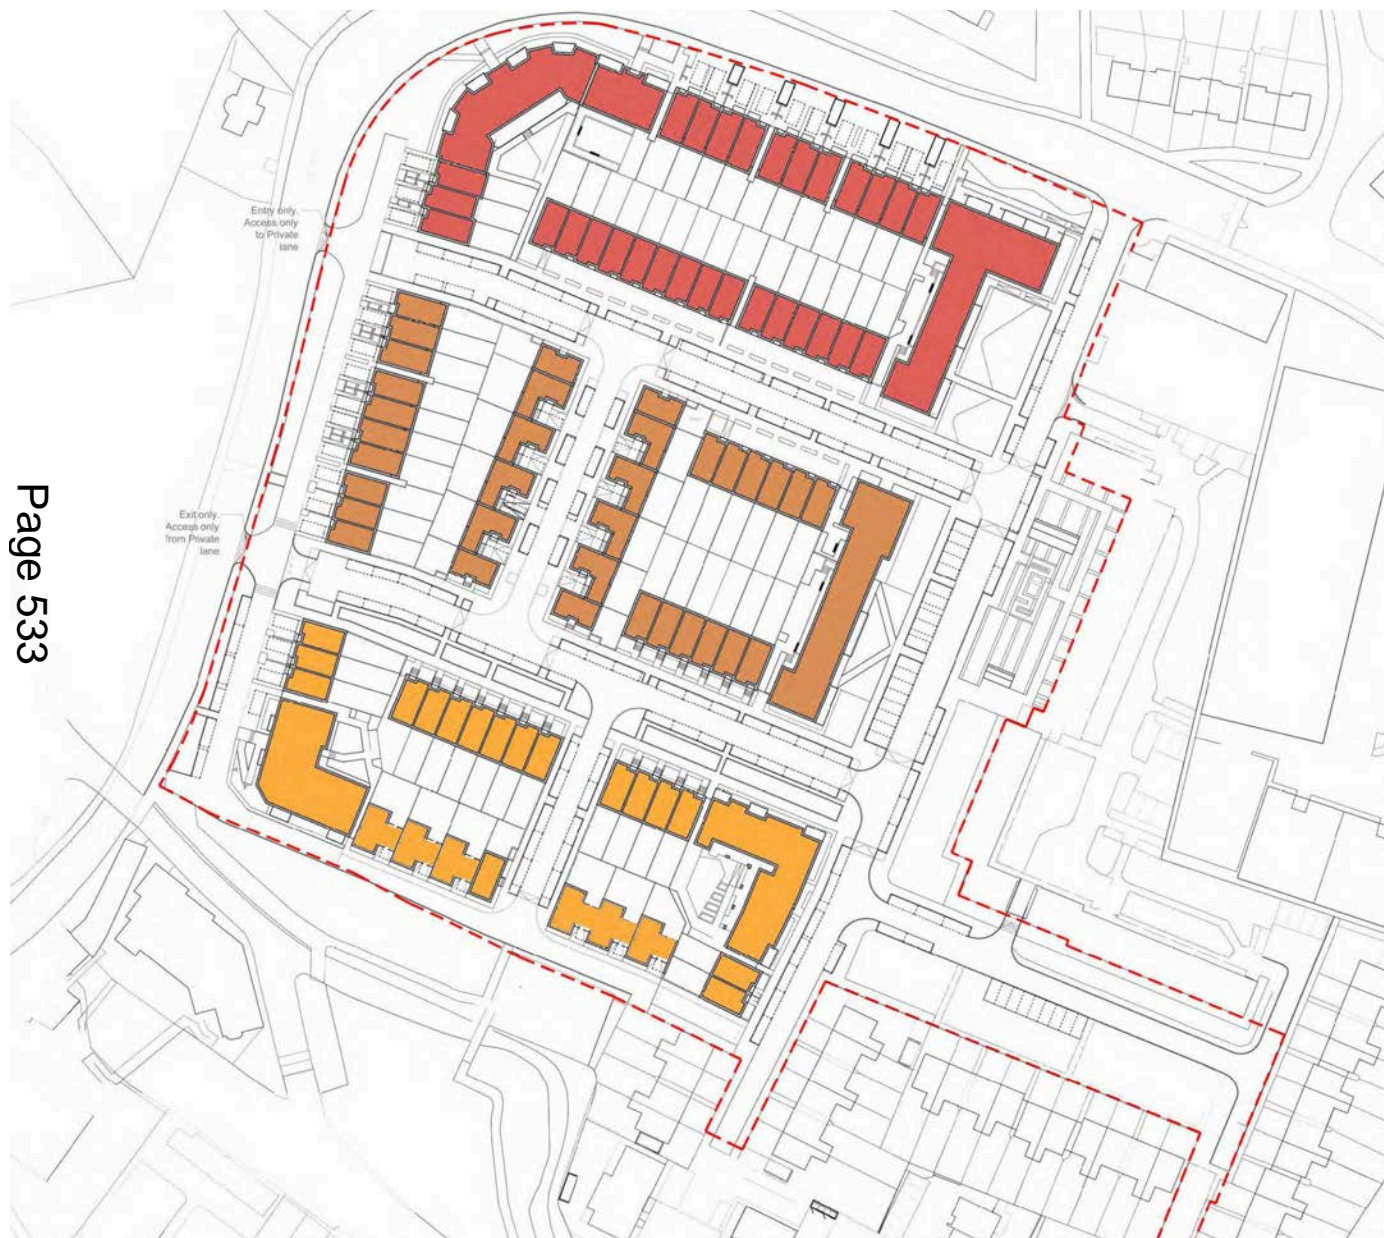 Entry only.
Access only
to Private
lane
Exit only.
Access only
from Private
lane
Page 533